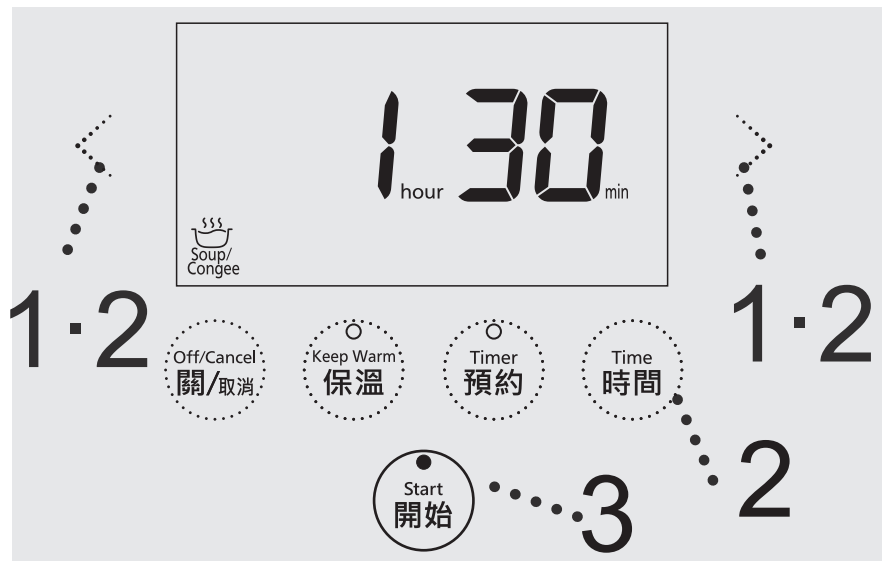 1 hour 30 min
Soup/
Congee
1·2
1·2
Off/Cancel
關/取消
Keep Warm
保溫
Timer
預約
Time
時間
2
Start
開始
3